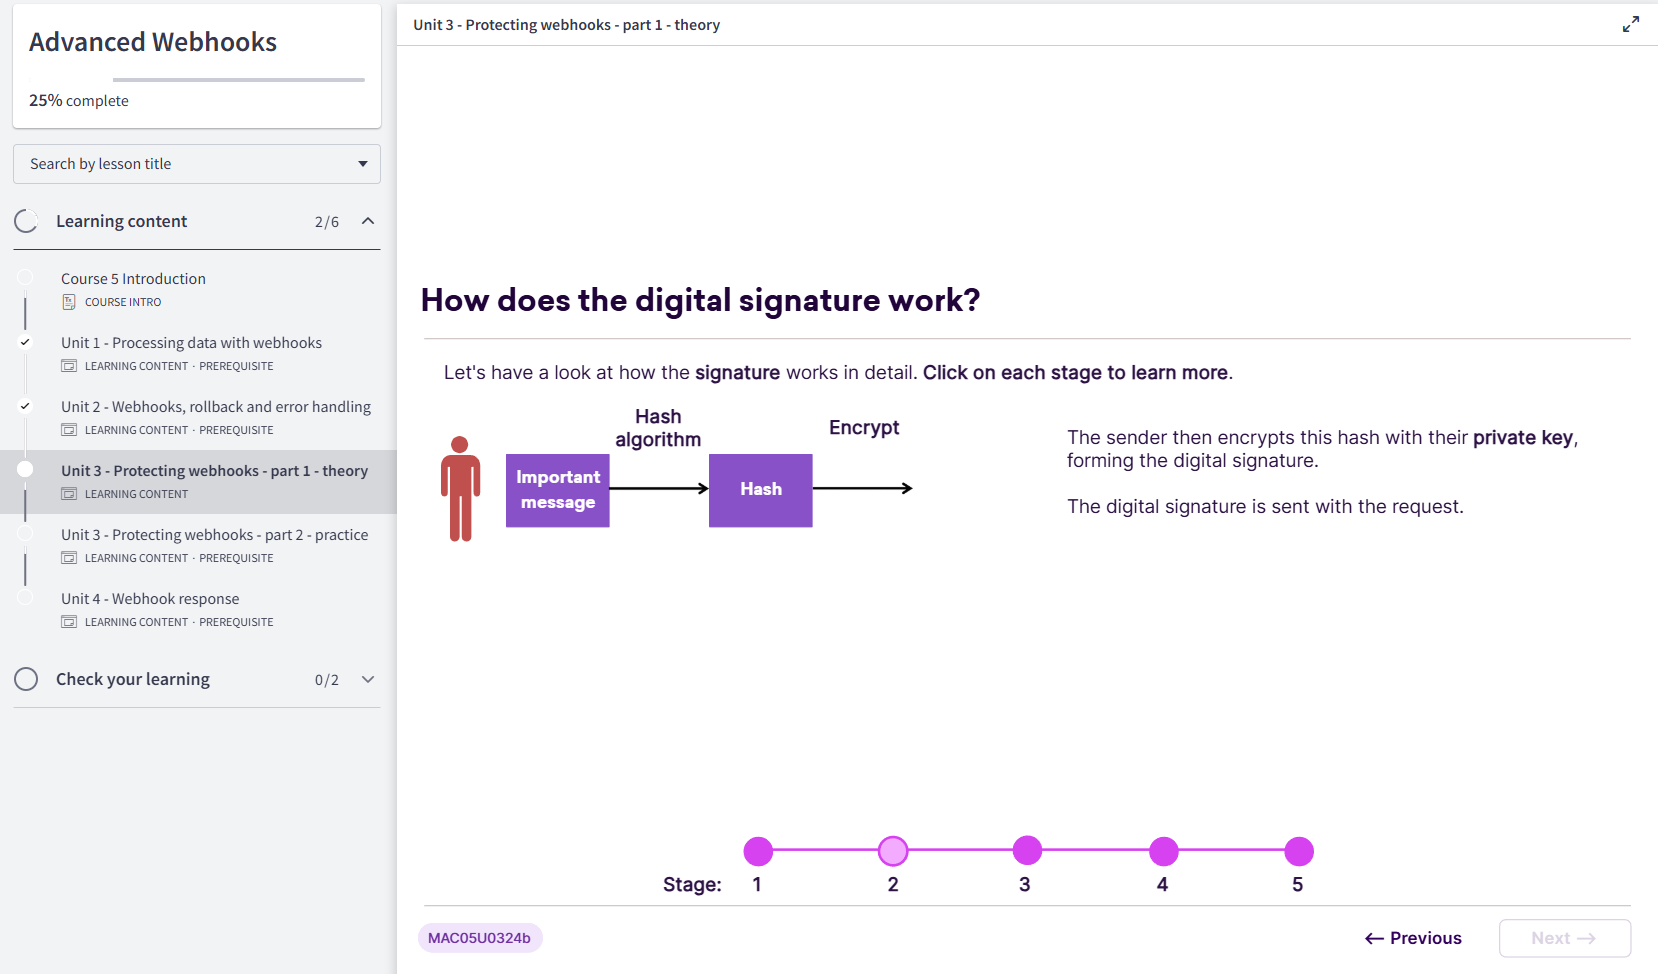 Advanced Webhooks
25% complete
Search by lesson title
Learning content 2/6
Course 5 Introduction
COURSE INTRO
Unit 1 - Processing data with webhooks
LEARNING CONTENT · PREREQUISITE
Unit 2 - Webhooks, rollback and error handling
LEARNING CONTENT · PREREQUISITE
Unit 3 - Protecting webhooks - part 1 - theory
LEARNING CONTENT
Unit 3 - Protecting webhooks - part 2 - practice
LEARNING CONTENT · PREREQUISITE
Unit 4 - Webhook response
LEARNING CONTENT · PREREQUISITE
Check your learning 0/2
Unit 3 - Protecting webhooks - part 1 - theory
How does the digital signature work?
Let's have a look at how the signature works in detail. Click on each stage to learn more.
Important
message
Hash
algorithm
Hash
Encrypt
The sender then encrypts this hash with their private key,
forming the digital signature.
The digital signature is sent with the request.
Stage: 1 2 3 4 5
MAC05U0324b
← Previous
Next →